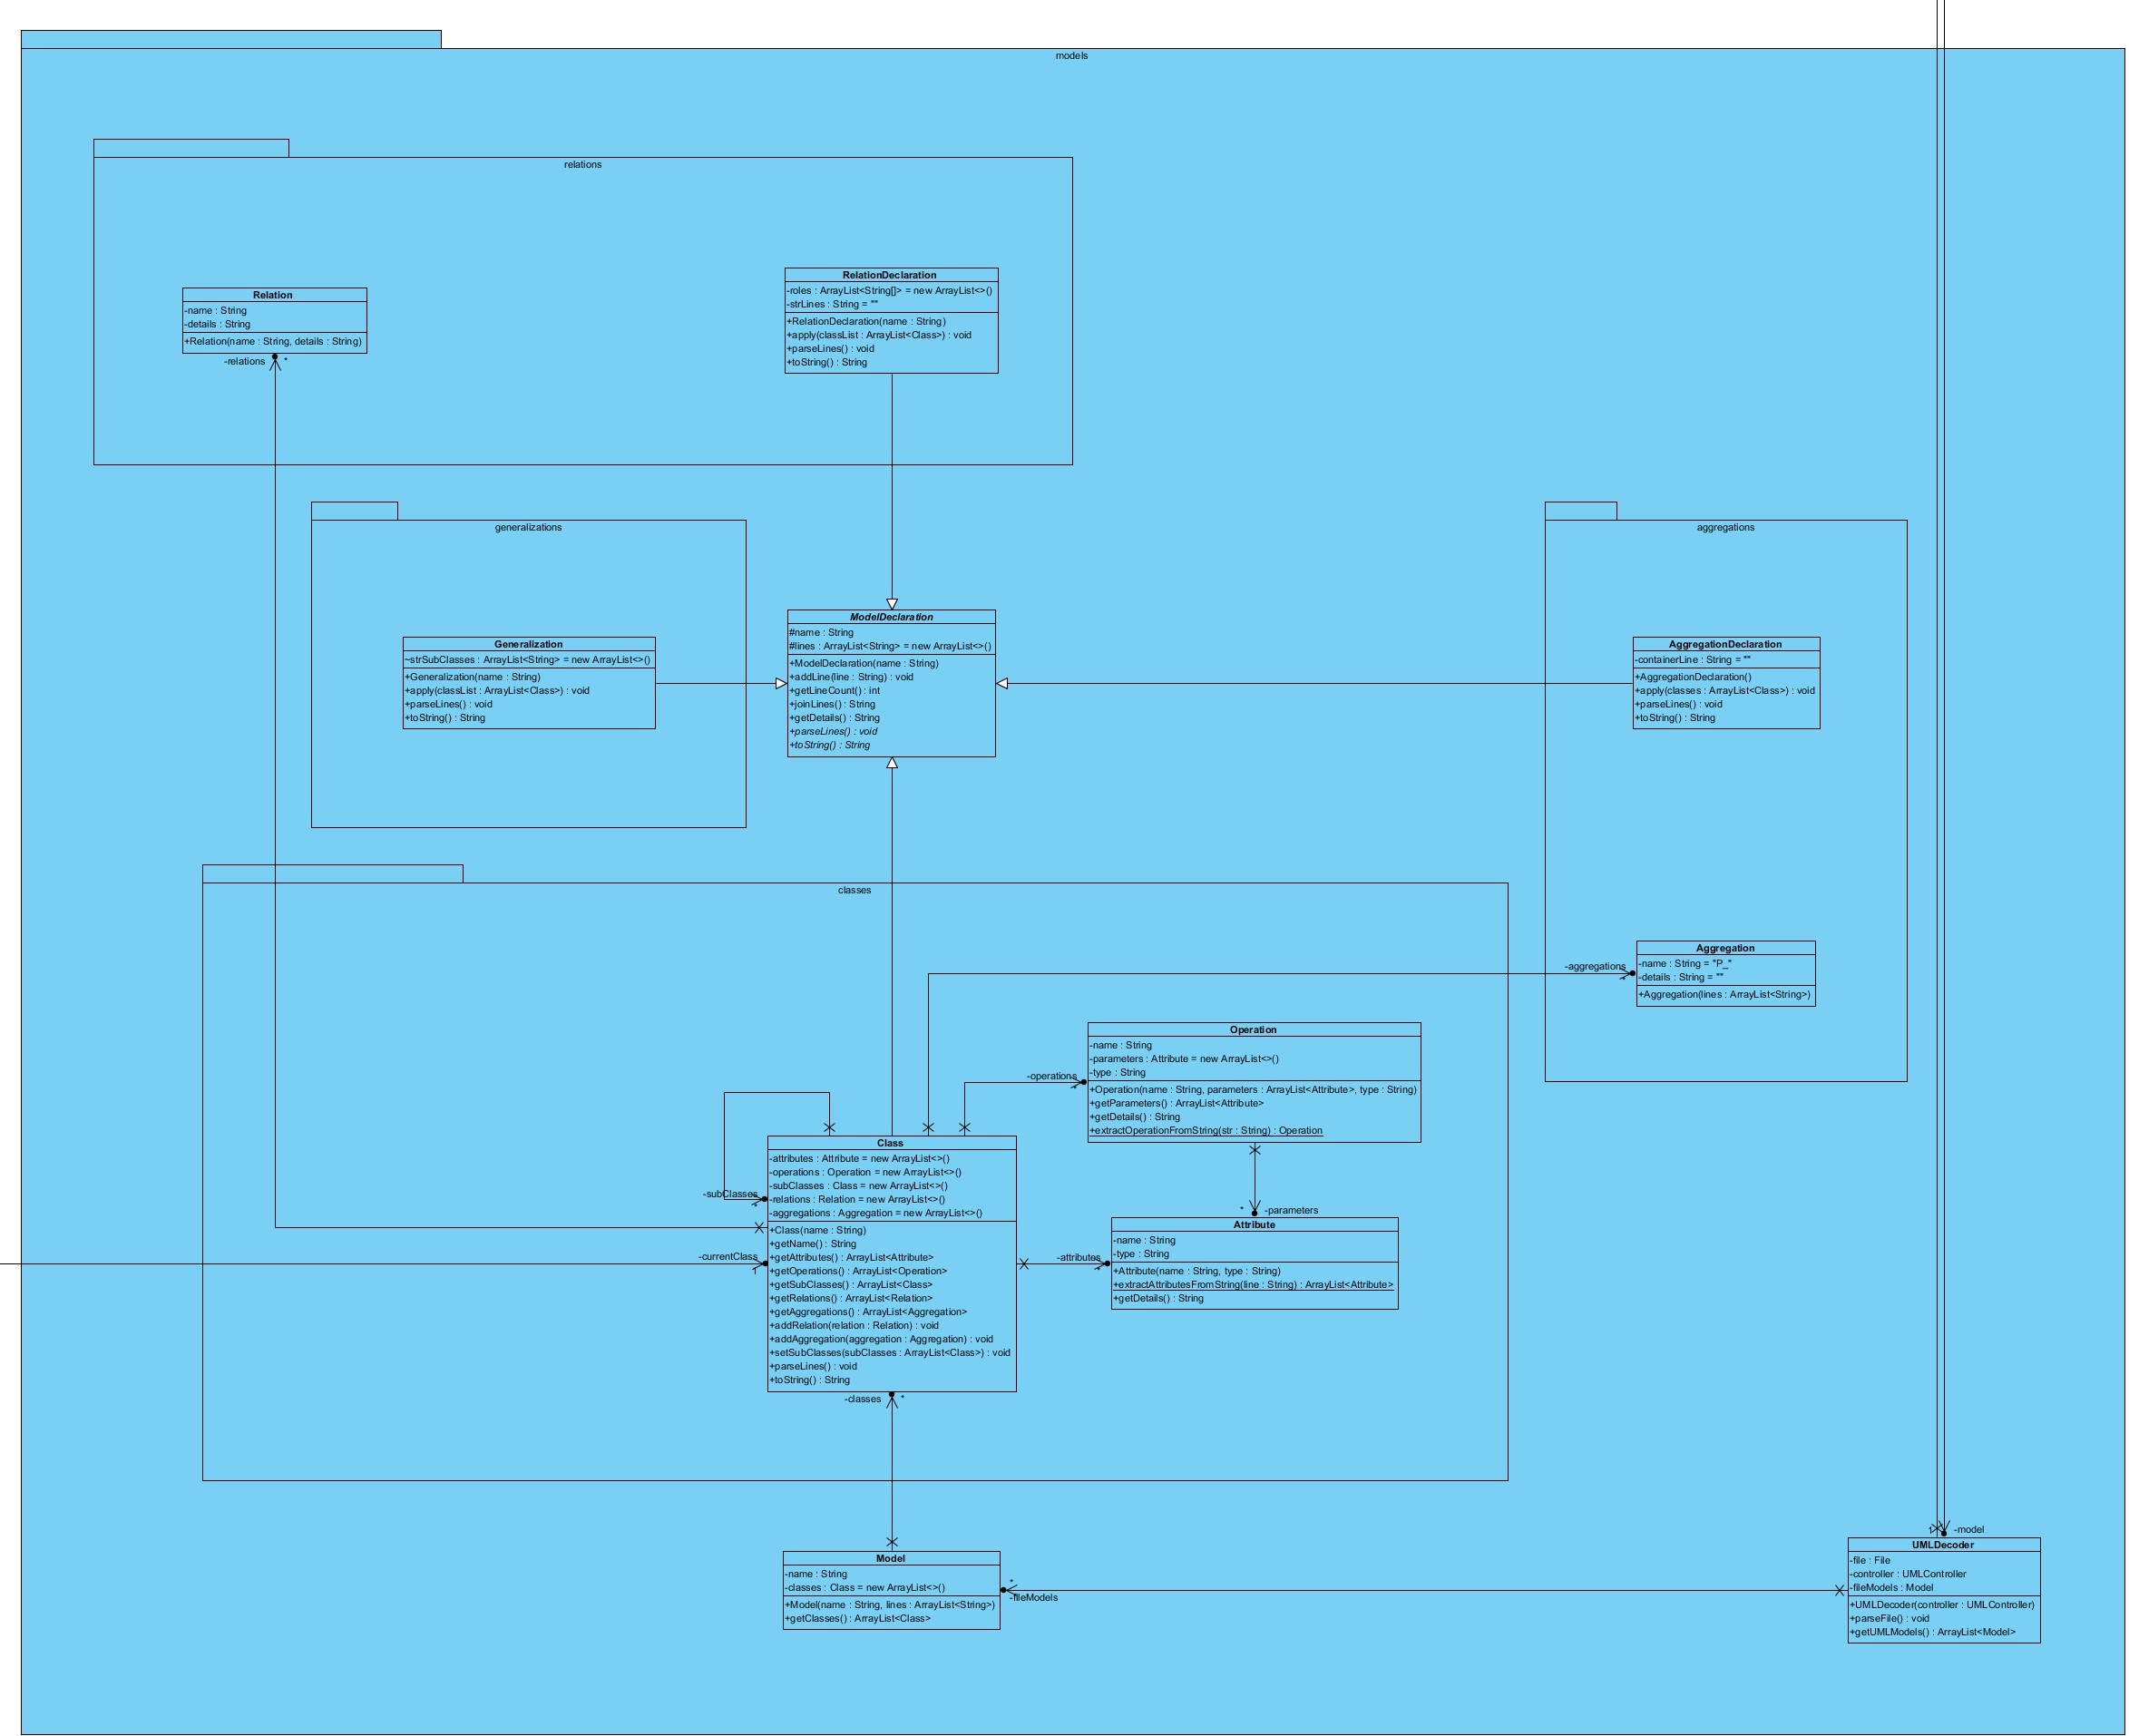 models
relations
Relation
-name : String
-details : String
+Relation(name : String, details : String)
-relations
*
RelationDeclaration
-roles : ArrayList<String[]> = new ArrayList<>()
-strLines : String = ""
+RelationDeclaration(name : String)
+apply(classList : ArrayList<Class>) : void
+parseLines() : void
+toString() : String
generalizations
Generalization
~strSubClasses : ArrayList<String> = new ArrayList<>()
+Generalization(name : String)
+apply(classList : ArrayList<Class>) : void
+parseLines() : void
+toString() : String
ModelDeclaration
#name : String
#lines : ArrayList<String> = new ArrayList<>()
+ModelDeclaration(name : String)
+addLine(line : String) : void
+getLineCount() : int
+joinLines() : String
+getDetails() : String
+parseLines() : void
+toString() : String
aggregations
AggregationDeclaration
-containerLine : String = ""
+AggregationDeclaration()
+apply(classes : ArrayList<Class>) : void
+parseLines() : void
+toString() : String
-aggregations
*
Aggregation
-name : String = "P_"
-details : String = ""
+Aggregation(lines : ArrayList<String>)
classes
-operations
*
Operation
-name : String
-parameters : Attribute = new ArrayList<>()
-type : String
+Operation(name : String, parameters : ArrayList<Attribute>, type : String)
+getParameters() : ArrayList<Attribute>
+getDetails() : String
+extractOperationFromString(str : String) : Operation
-subClasses
*
Class
-attributes : Attribute = new ArrayList<>()
-operations : Operation = new ArrayList<>()
-subClasses : Class = new ArrayList<>()
-relations : Relation = new ArrayList<>()
-aggregations : Aggregation = new ArrayList<>()
+Class(name : String)
+getName() : String
+getAttributes() : ArrayList<Attribute>
+getOperations() : ArrayList<Operation>
+getSubClasses() : ArrayList<Class>
+getRelations() : ArrayList<Relation>
+getAggregations() : ArrayList<Aggregation>
+addRelation(relation : Relation) : void
+addAggregation(aggregation : Aggregation) : void
+setSubClasses(subClasses : ArrayList<Class>) : void
+parseLines() : void
+toString() : String
-currentClass
1
* -parameters
-attributes
*
Attribute
-name : String
-type : String
+Attribute(name : String, type : String)
+extractAttributesFromString(line : String) : ArrayList<Attribute>
+getDetails() : String
-classes *
Model
-name : String
-classes : Class = new ArrayList<>()
+Model(name : String, lines : ArrayList<String>)
+getClasses() : ArrayList<Class>
*
-fileModels
1 -model
UMLDecoder
-file : File
-controller : UMLController
-fileModels : Model
+UMLDecoder(controller : UMLController)
+parseFile() : void
+getUMLModels() : ArrayList<Model>